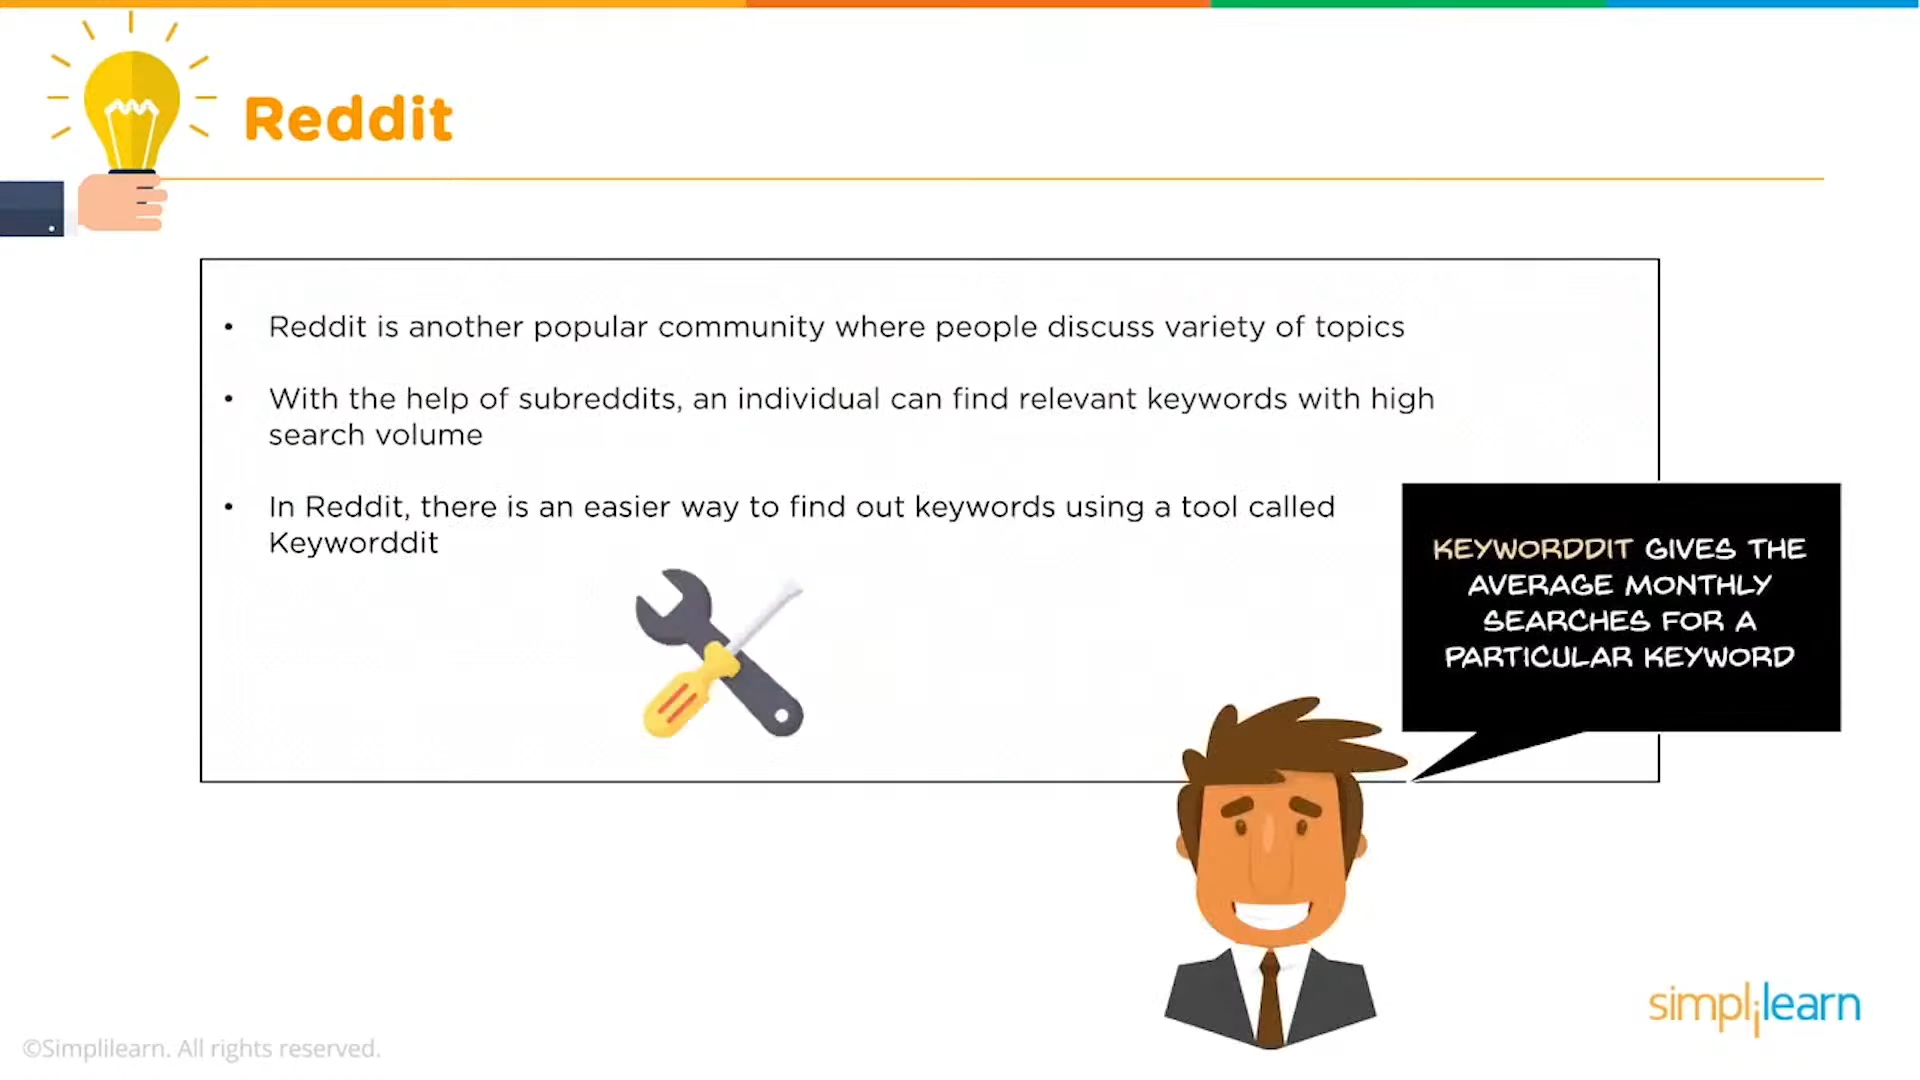 Reddit
• Reddit is another popular community where people discuss variety of topics
• With the help of subreddits, an individual can find relevant keywords with high
search volume
• In Reddit, there is an easier way to find out keywords using a tool called
Keyworddit
KEYWORDDIT GIVES THE
AVERAGE MONTHLY
SEARCHES FOR A
PARTICULAR KEYWORD
simplilearn
©Simplilearn. All rights reserved.